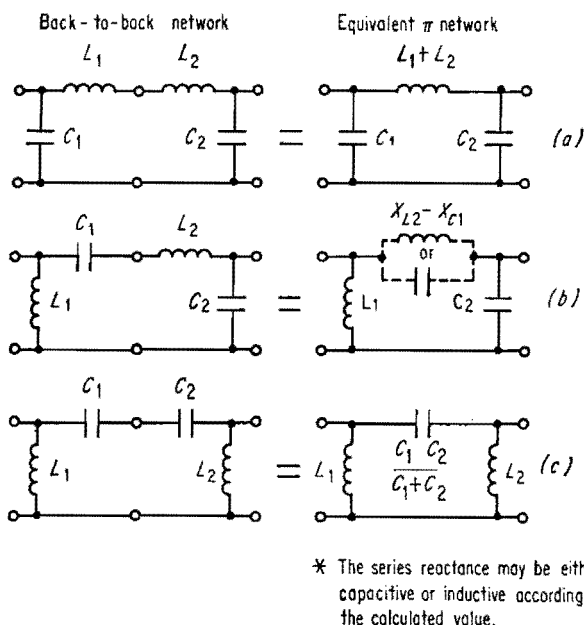 Back-to-back network
Equivalent π network
L₁
L₂
L₁+L₂
C₁
C₂
=
C₁
C₂
(a)
C₁
L₂
X_L2 – X_C1
or
L₁
C₂
=
L₁
C₂
(b)
C₁
C₂
L₁
L₂
=
L₁
C₁ C₂
C₁+C₂
L₂
(c)
* The series reactance may be eith
capacitive or inductive according
the calculated value.